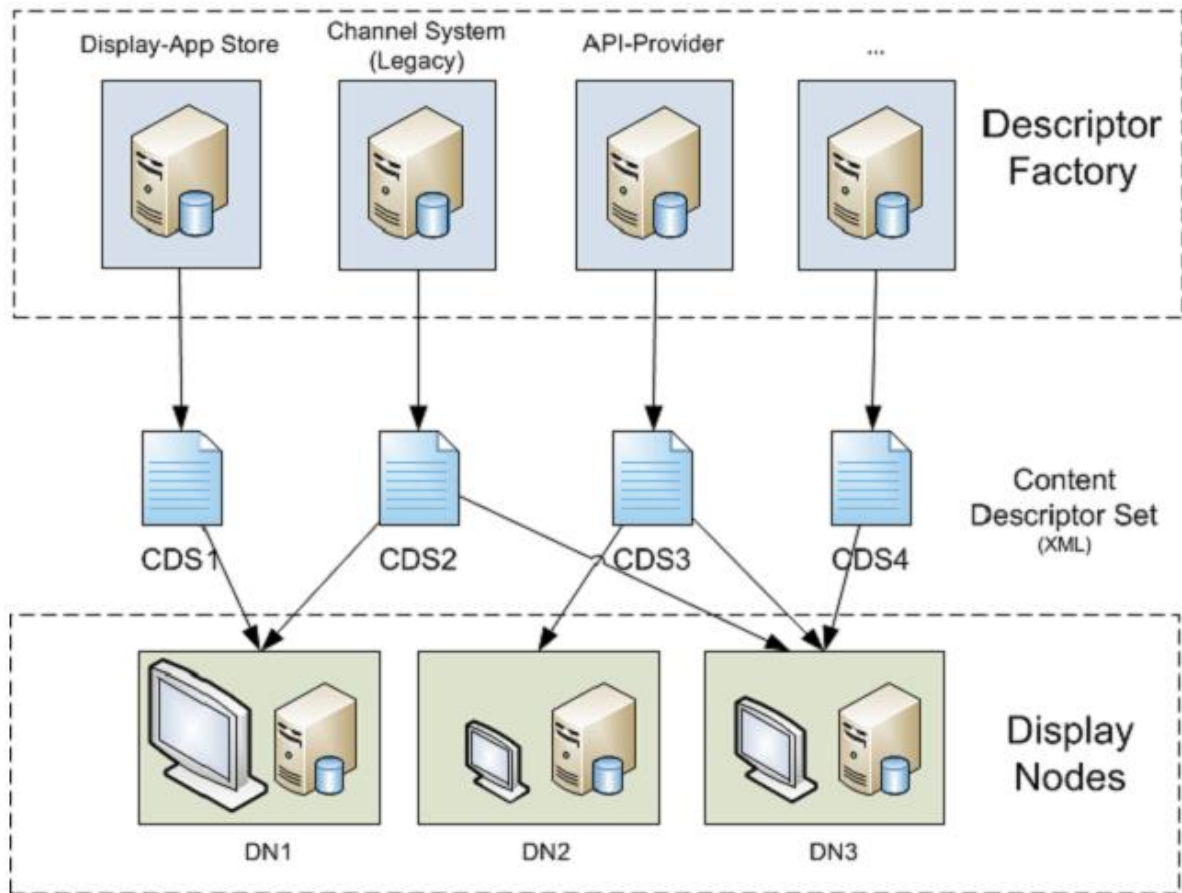 Display-App Store
Channel System
(Legacy)
API-Provider
...
Descriptor
Factory
CDS1
CDS2
CDS3
CDS4
Content
Descriptor Set
(XML)
DN1
DN2
DN3
Display
Nodes